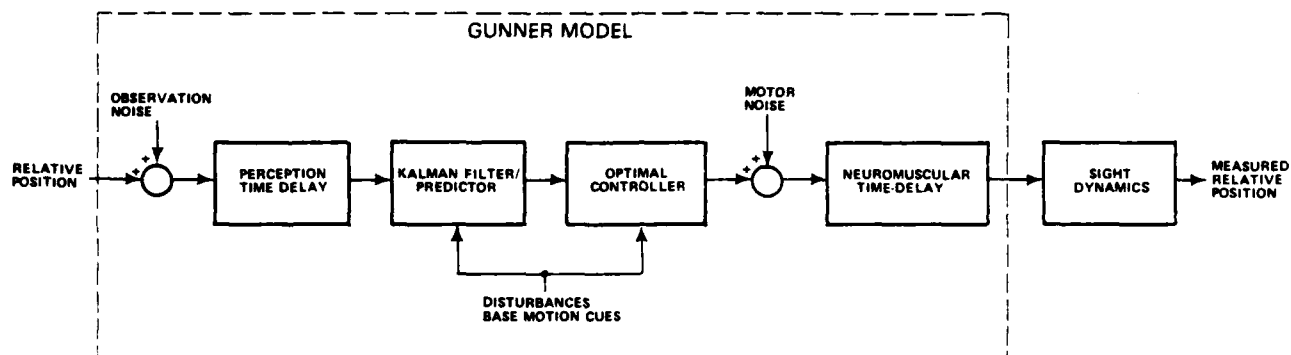 GUNNER MODEL
OBSERVATION
NOISE
MOTOR
NOISE
RELATIVE
POSITION
+
+
PERCEPTION
TIME DELAY
KALMAN FILTER/
PREDICTOR
OPTIMAL
CONTROLLER
+
+
NEUROMUSCULAR
TIME-DELAY
SIGHT
DYNAMICS
MEASURED
RELATIVE
POSITION
DISTURBANCES
BASE MOTION CUES